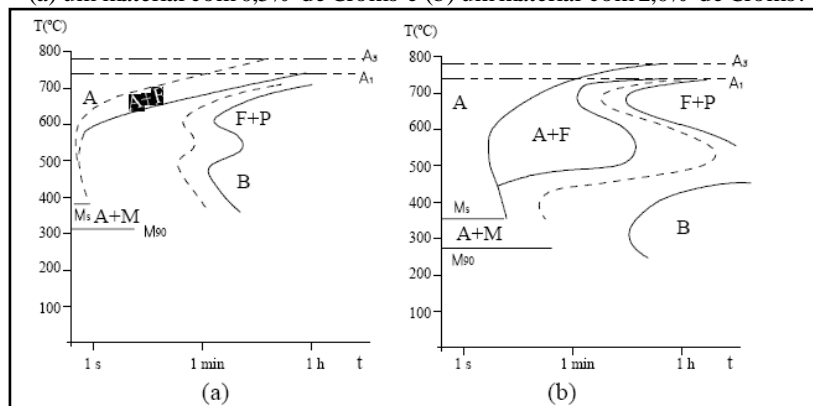 (a) um material com 0,5% de Cromo e (b) um material com 2,0% de Cromo.
T(ºC)
800
700
600
500
400
300
200
100
A
A+F
A3
A1
F+P
B
Ms
A+M
M90
1 s
1 min
1 h
t
(a)
T(ºC)
800
700
600
500
400
300
200
100
A
A+F
A3
A1
F+P
B
Ms
A+M
M90
1 s
1 min
1 h
t
(b)